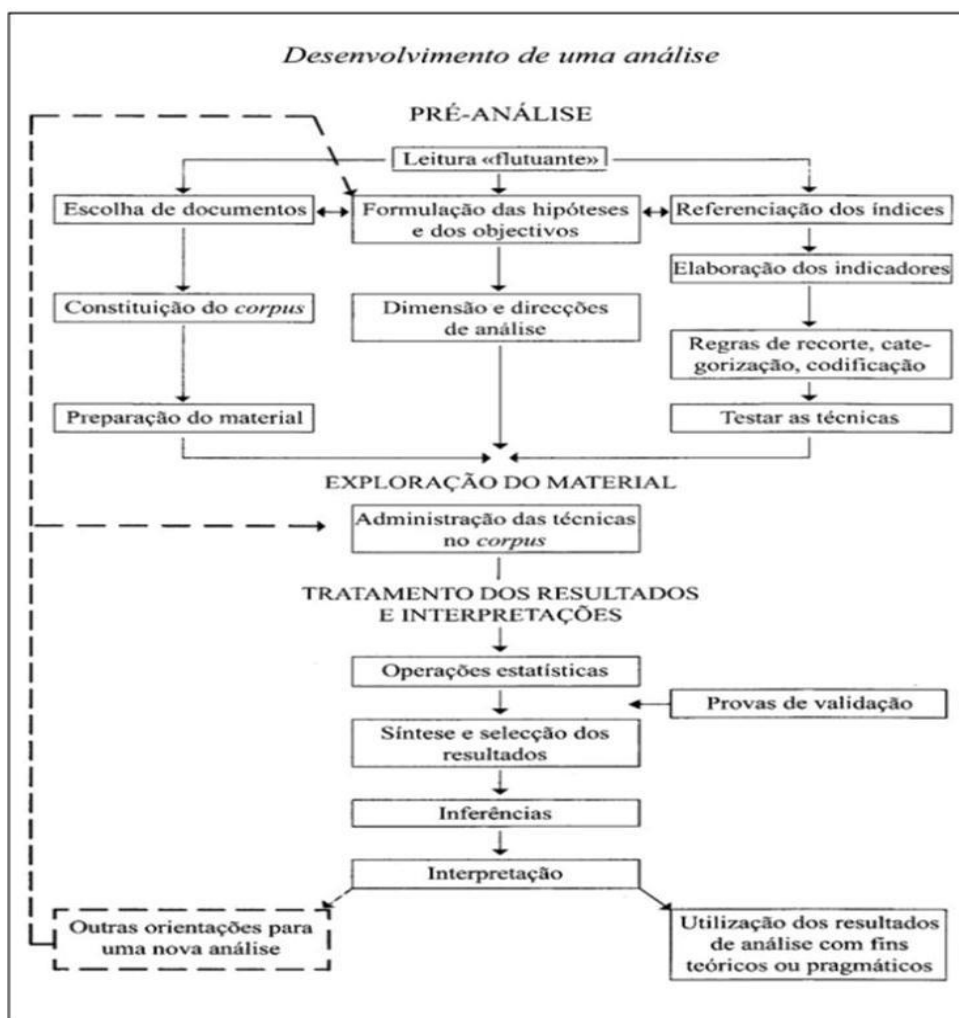 Desenvolvimento de uma análise
PRÉ-ANÁLISE
Leitura «flutuante»
Escolha de documentos
Formulação das hipóteses
e dos objectivos
Referenciação dos índices
Elaboração dos indicadores
Constituição do corpus
Dimensão e direcções
de análise
Regras de recorte, cate-
gorização, codificação
Preparação do material
Testar as técnicas
EXPLORAÇÃO DO MATERIAL
Administração das técnicas
no corpus
TRATAMENTO DOS RESULTADOS
E INTERPRETAÇÕES
Operações estatísticas
Provas de validação
Síntese e selecção dos
resultados
Inferências
Interpretação
Outras orientações para
uma nova análise
Utilização dos resultados
de análise com fins
teóricos ou pragmáticos